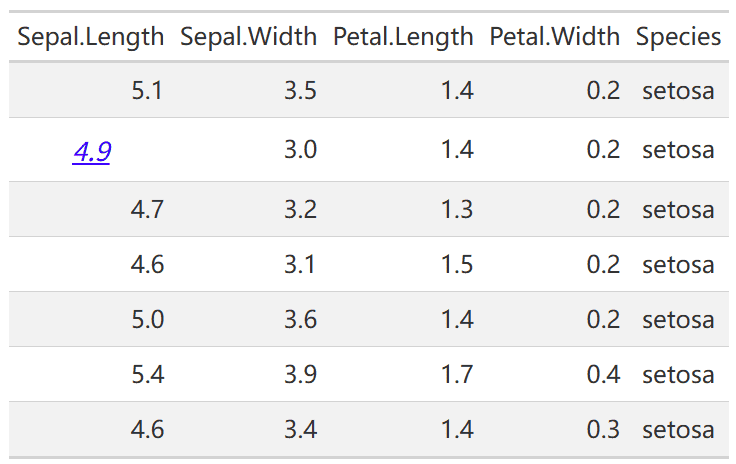 Sepal.Length Sepal.Width Petal.Length Petal.Width Species
5.1 3.5 1.4 0.2 setosa
4.9 3.0 1.4 0.2 setosa
4.7 3.2 1.3 0.2 setosa
4.6 3.1 1.5 0.2 setosa
5.0 3.6 1.4 0.2 setosa
5.4 3.9 1.7 0.4 setosa
4.6 3.4 1.4 0.3 setosa